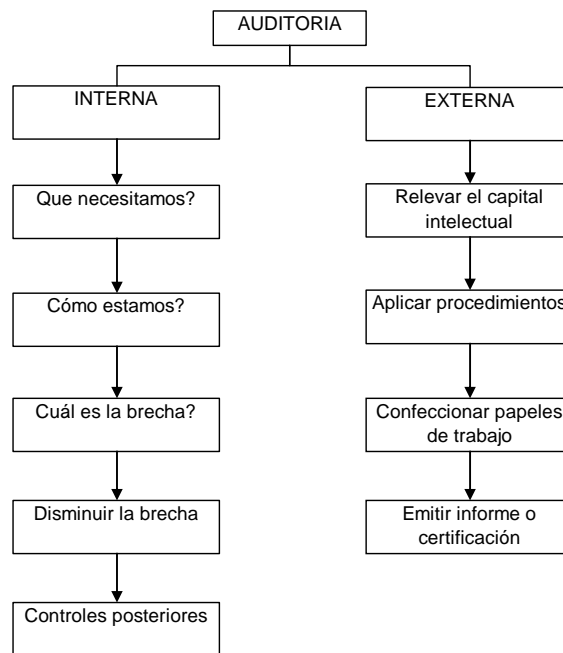 AUDITORIA
INTERNA
Que necesitamos?
Cómo estamos?
Cuál es la brecha?
Disminuir la brecha
Controles posteriores
EXTERNA
Relevar el capital
intelectual
Aplicar procedimientos
Confeccionar papeles
de trabajo
Emitir informe o
certificación